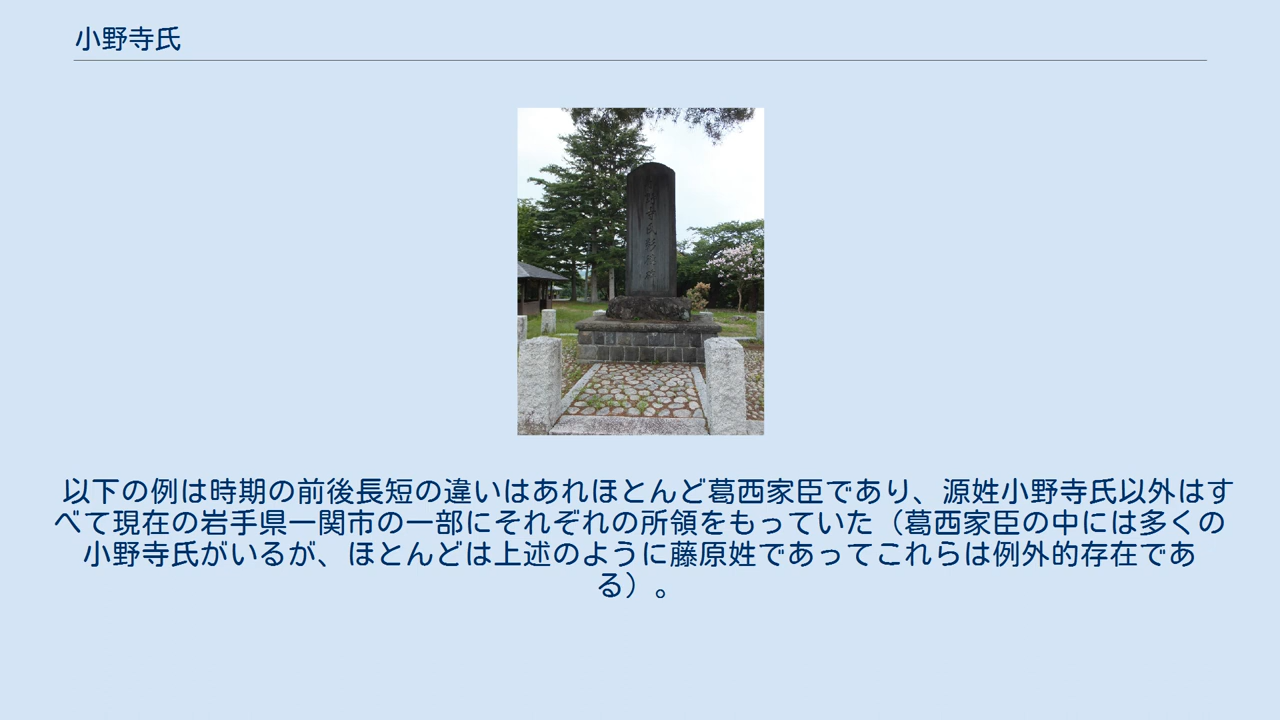 小野寺氏
寺氏
以下の例は時期の前後長短の違いはあれほとんど葛西家臣であり、源姓小野寺氏以外はす
べて現在の岩手県一関市の一部にそれぞれの所領をもっていた（葛西家臣の中には多くの
小野寺氏がいるが、ほとんどは上述のように藤原姓であってこれらは例外的存在であ
る）。